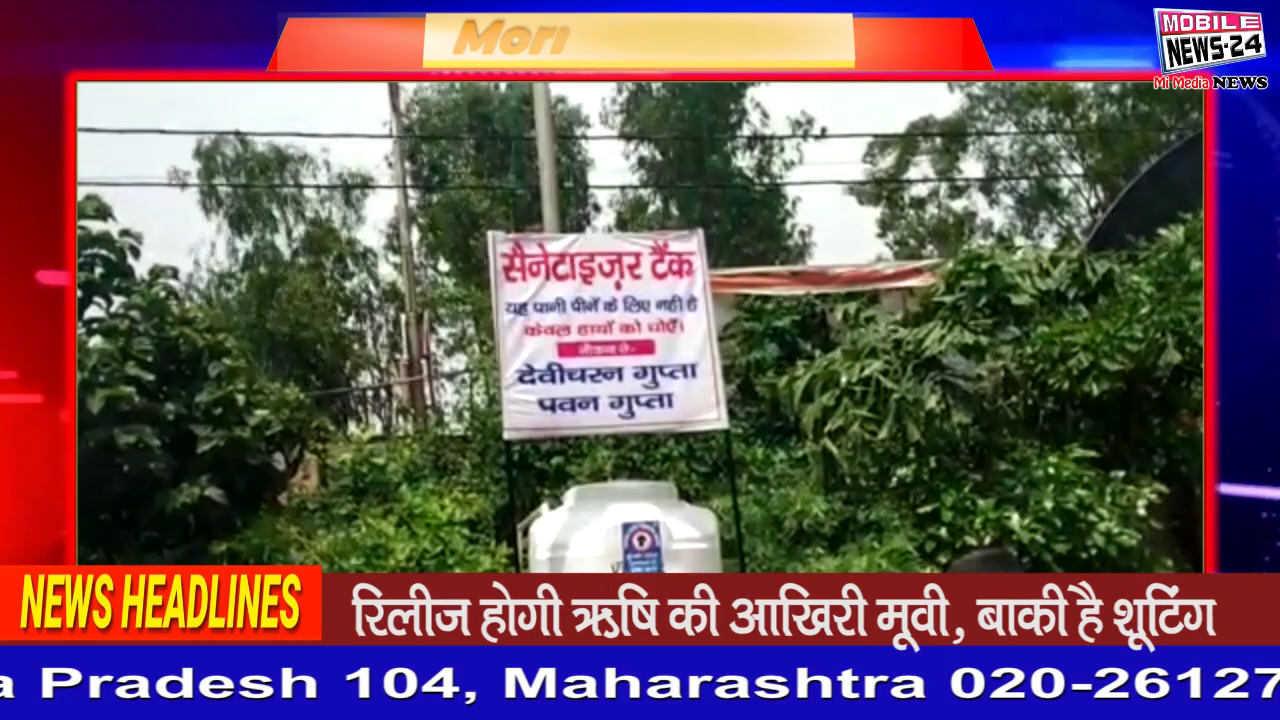 Mori
MOBILE
NEWS-24
Mi Media NEWS
सैनेटाइज़र टैंक
यह पानी पीनें के लिए नही है
केवल हाथों को धोएँ।
देवीचरन गुप्ता
पवन गुप्ता
NEWS HEADLINES
रिलीज होगी ऋषि की आखिरी मूवी, बाकी है शूटिंग
a Pradesh 104, Maharashtra 020-26127